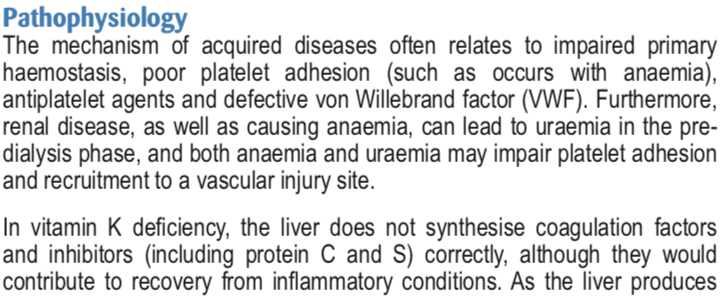 Pathophysiology
The mechanism of acquired diseases often relates to impaired primary
haemostasis, poor platelet adhesion (such as occurs with anaemia),
antiplatelet agents and defective von Willebrand factor (VWF). Furthermore,
renal disease, as well as causing anaemia, can lead to uraemia in the pre-
dialysis phase, and both anaemia and uraemia may impair platelet adhesion
and recruitment to a vascular injury site.
In vitamin K deficiency, the liver does not synthesise coagulation factors
and inhibitors (including protein C and S) correctly, although they would
contribute to recovery from inflammatory conditions. As the liver produces